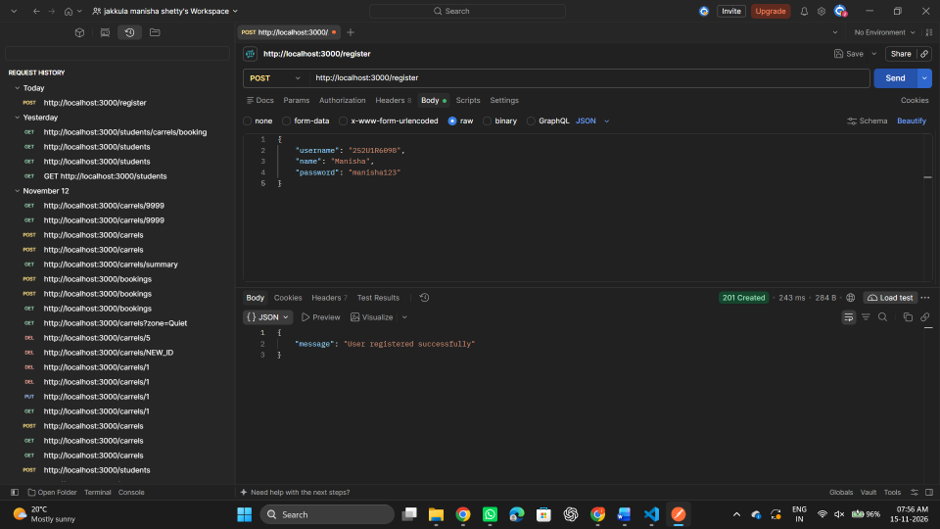 jakkula manisha shetty's Workspace
Search
Invite
Upgrade
POST http://localhost:3000/
No Environment
http://localhost:3000/register
Save
Share
POST
http://localhost:3000/register
Send
Docs
Params
Authorization
Headers 8
Body
Scripts
Settings
Cookies
none
form-data
x-www-form-urlencoded
raw
binary
GraphQL
JSON
Schema
Beautify
1 {
2 "username": "252U1R6098",
3 "name": "Manisha",
4 "password": "manisha123"
5 }
REQUEST HISTORY
Today
POST http://localhost:3000/register
Yesterday
GET http://localhost:3000/students/carrels/booking
GET http://localhost:3000/students
GET http://localhost:3000/students
GET GET http://localhost:3000/students
November 12
GET http://localhost:3000/carrels/9999
GET http://localhost:3000/carrels/9999
POST http://localhost:3000/carrels
POST http://localhost:3000/carrels
GET http://localhost:3000/carrels/summary
POST http://localhost:3000/bookings
POST http://localhost:3000/bookings
GET http://localhost:3000/bookings
GET http://localhost:3000/carrels?zone=Quiet
DEL http://localhost:3000/carrels/5
DEL http://localhost:3000/carrels/NEW_ID
DEL http://localhost:3000/carrels/1
DEL http://localhost:3000/carrels/1
PUT http://localhost:3000/carrels/1
GET http://localhost:3000/carrels/1
POST http://localhost:3000/carrels
GET http://localhost:3000/carrels
GET http://localhost:3000/carrels
POST http://localhost:3000/students
Body
Cookies
Headers 7
Test Results
201 Created · 243 ms · 284 B
Load test
{} JSON
Preview
Visualize
1 {
2 "message": "User registered successfully"
3 }
Open Folder
Terminal
Console
Need help with the next steps?
Globals
Vault
Tools
20°C
Mostly sunny
Search
ENG
IN
96%
07:56 AM
15-11-2026